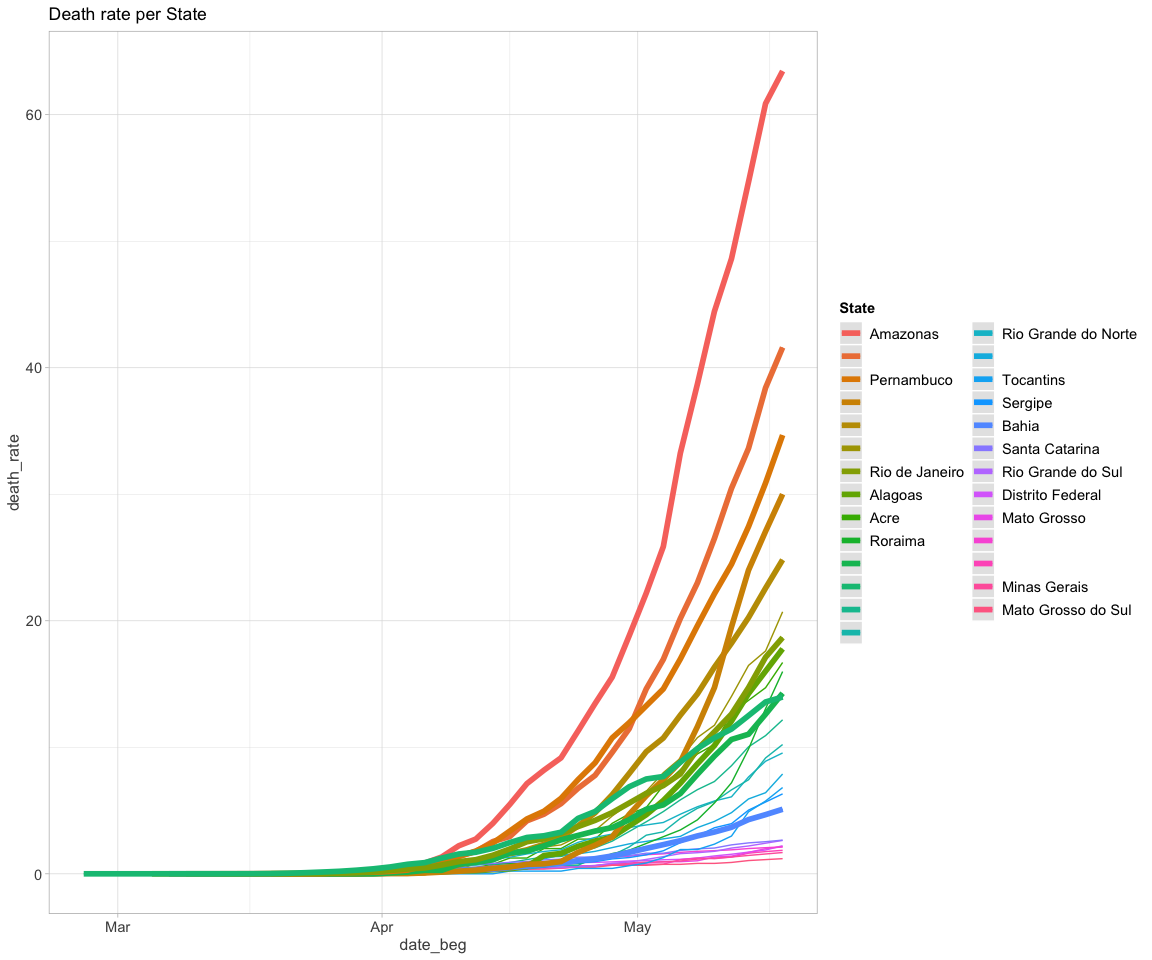 Death rate per State
60
40
20
0
death_rate
Mar
Apr
May
date_beg
State
Amazonas
Pernambuco
Rio de Janeiro
Alagoas
Acre
Roraima
Rio Grande do Norte
Tocantins
Sergipe
Bahia
Santa Catarina
Rio Grande do Sul
Distrito Federal
Mato Grosso
Minas Gerais
Mato Grosso do Sul